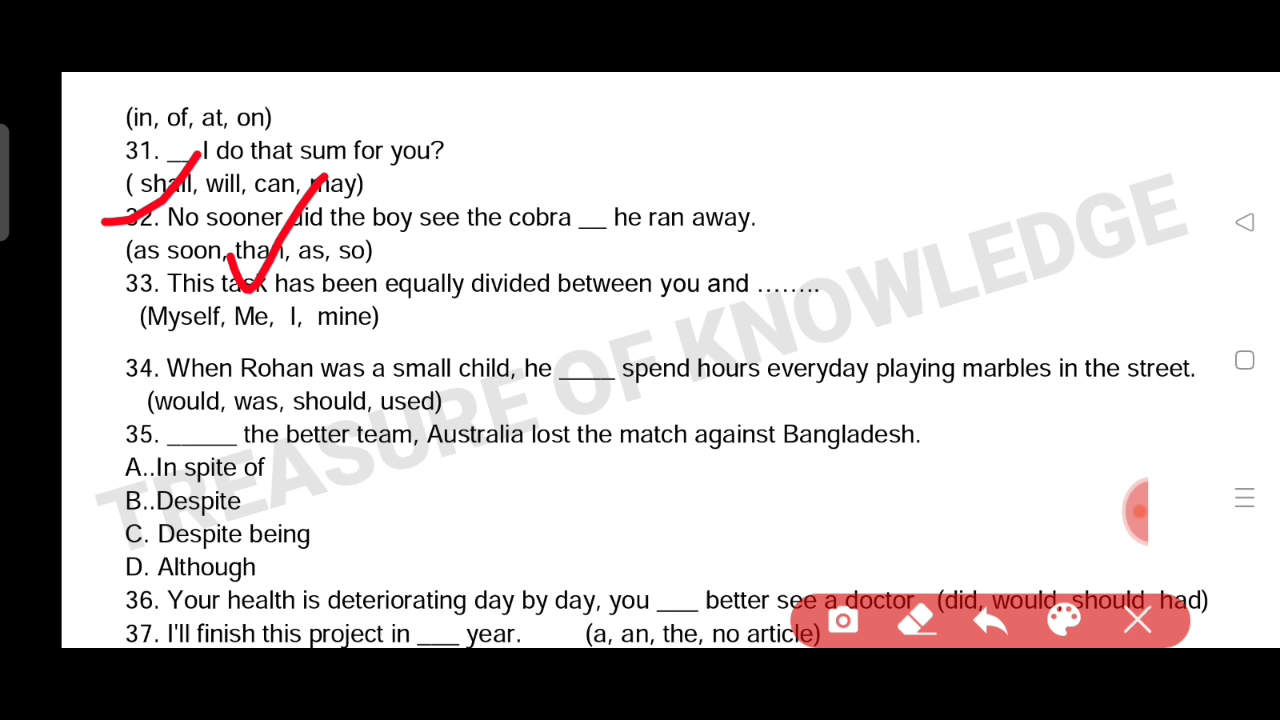 (in, of, at, on)
31. __ I do that sum for you?
( shall, will, can, may)
32. No sooner did the boy see the cobra __ he ran away.
(as soon, than, as, so)
33. This task has been equally divided between you and ........
(Myself, Me, I, mine)
34. When Rohan was a small child, he ____ spend hours everyday playing marbles in the street.
(would, was, should, used)
35. _____ the better team, Australia lost the match against Bangladesh.
A..In spite of
B..Despite
C. Despite being
D. Although
36. Your health is deteriorating day by day, you ___ better see a doctor (did, would, should had)
37. I'll finish this project in ___ year. (a, an, the, no article)
TREASURE OF KNOWLEDGE